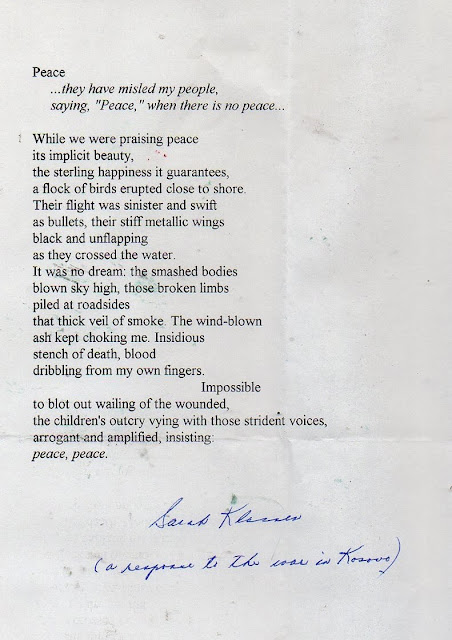 Peace
...they have misled my people,
saying, "Peace," when there is no peace...
While we were praising peace
its implicit beauty,
the sterling happiness it guarantees,
a flock of birds erupted close to shore.
Their flight was sinister and swift
as bullets, their stiff metallic wings
black and unflapping
as they crossed the water.
It was no dream: the smashed bodies
blown sky high, those broken limbs
piled at roadsides
that thick veil of smoke. The wind-blown
ash kept choking me. Insidious
stench of death, blood
dribbling from my own fingers.
Impossible
to blot out wailing of the wounded,
the children's outcry vying with those strident voices,
arrogant and amplified, insisting:
peace, peace.
Sarah Klassen
(a response to the war in Kosovo)